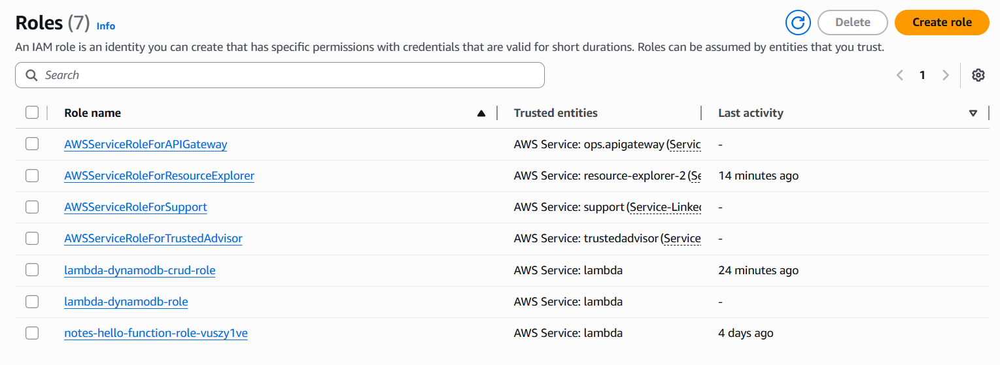 Roles (7) Info
Delete
Create role
An IAM role is an identity you can create that has specific permissions with credentials that are valid for short durations. Roles can be assumed by entities that you trust.
Search
1
Role name Trusted entities Last activity
AWSServiceRoleForAPIGateway AWS Service: ops.apigateway (Servic -
AWSServiceRoleForResourceExplorer AWS Service: resource-explorer-2 (Se 14 minutes ago
AWSServiceRoleForSupport AWS Service: support (Service-Linked -
AWSServiceRoleForTrustedAdvisor AWS Service: trustedadvisor (Service -
lambda-dynamodb-crud-role AWS Service: lambda 24 minutes ago
lambda-dynamodb-role AWS Service: lambda -
notes-hello-function-role-vuszy1ve AWS Service: lambda 4 days ago